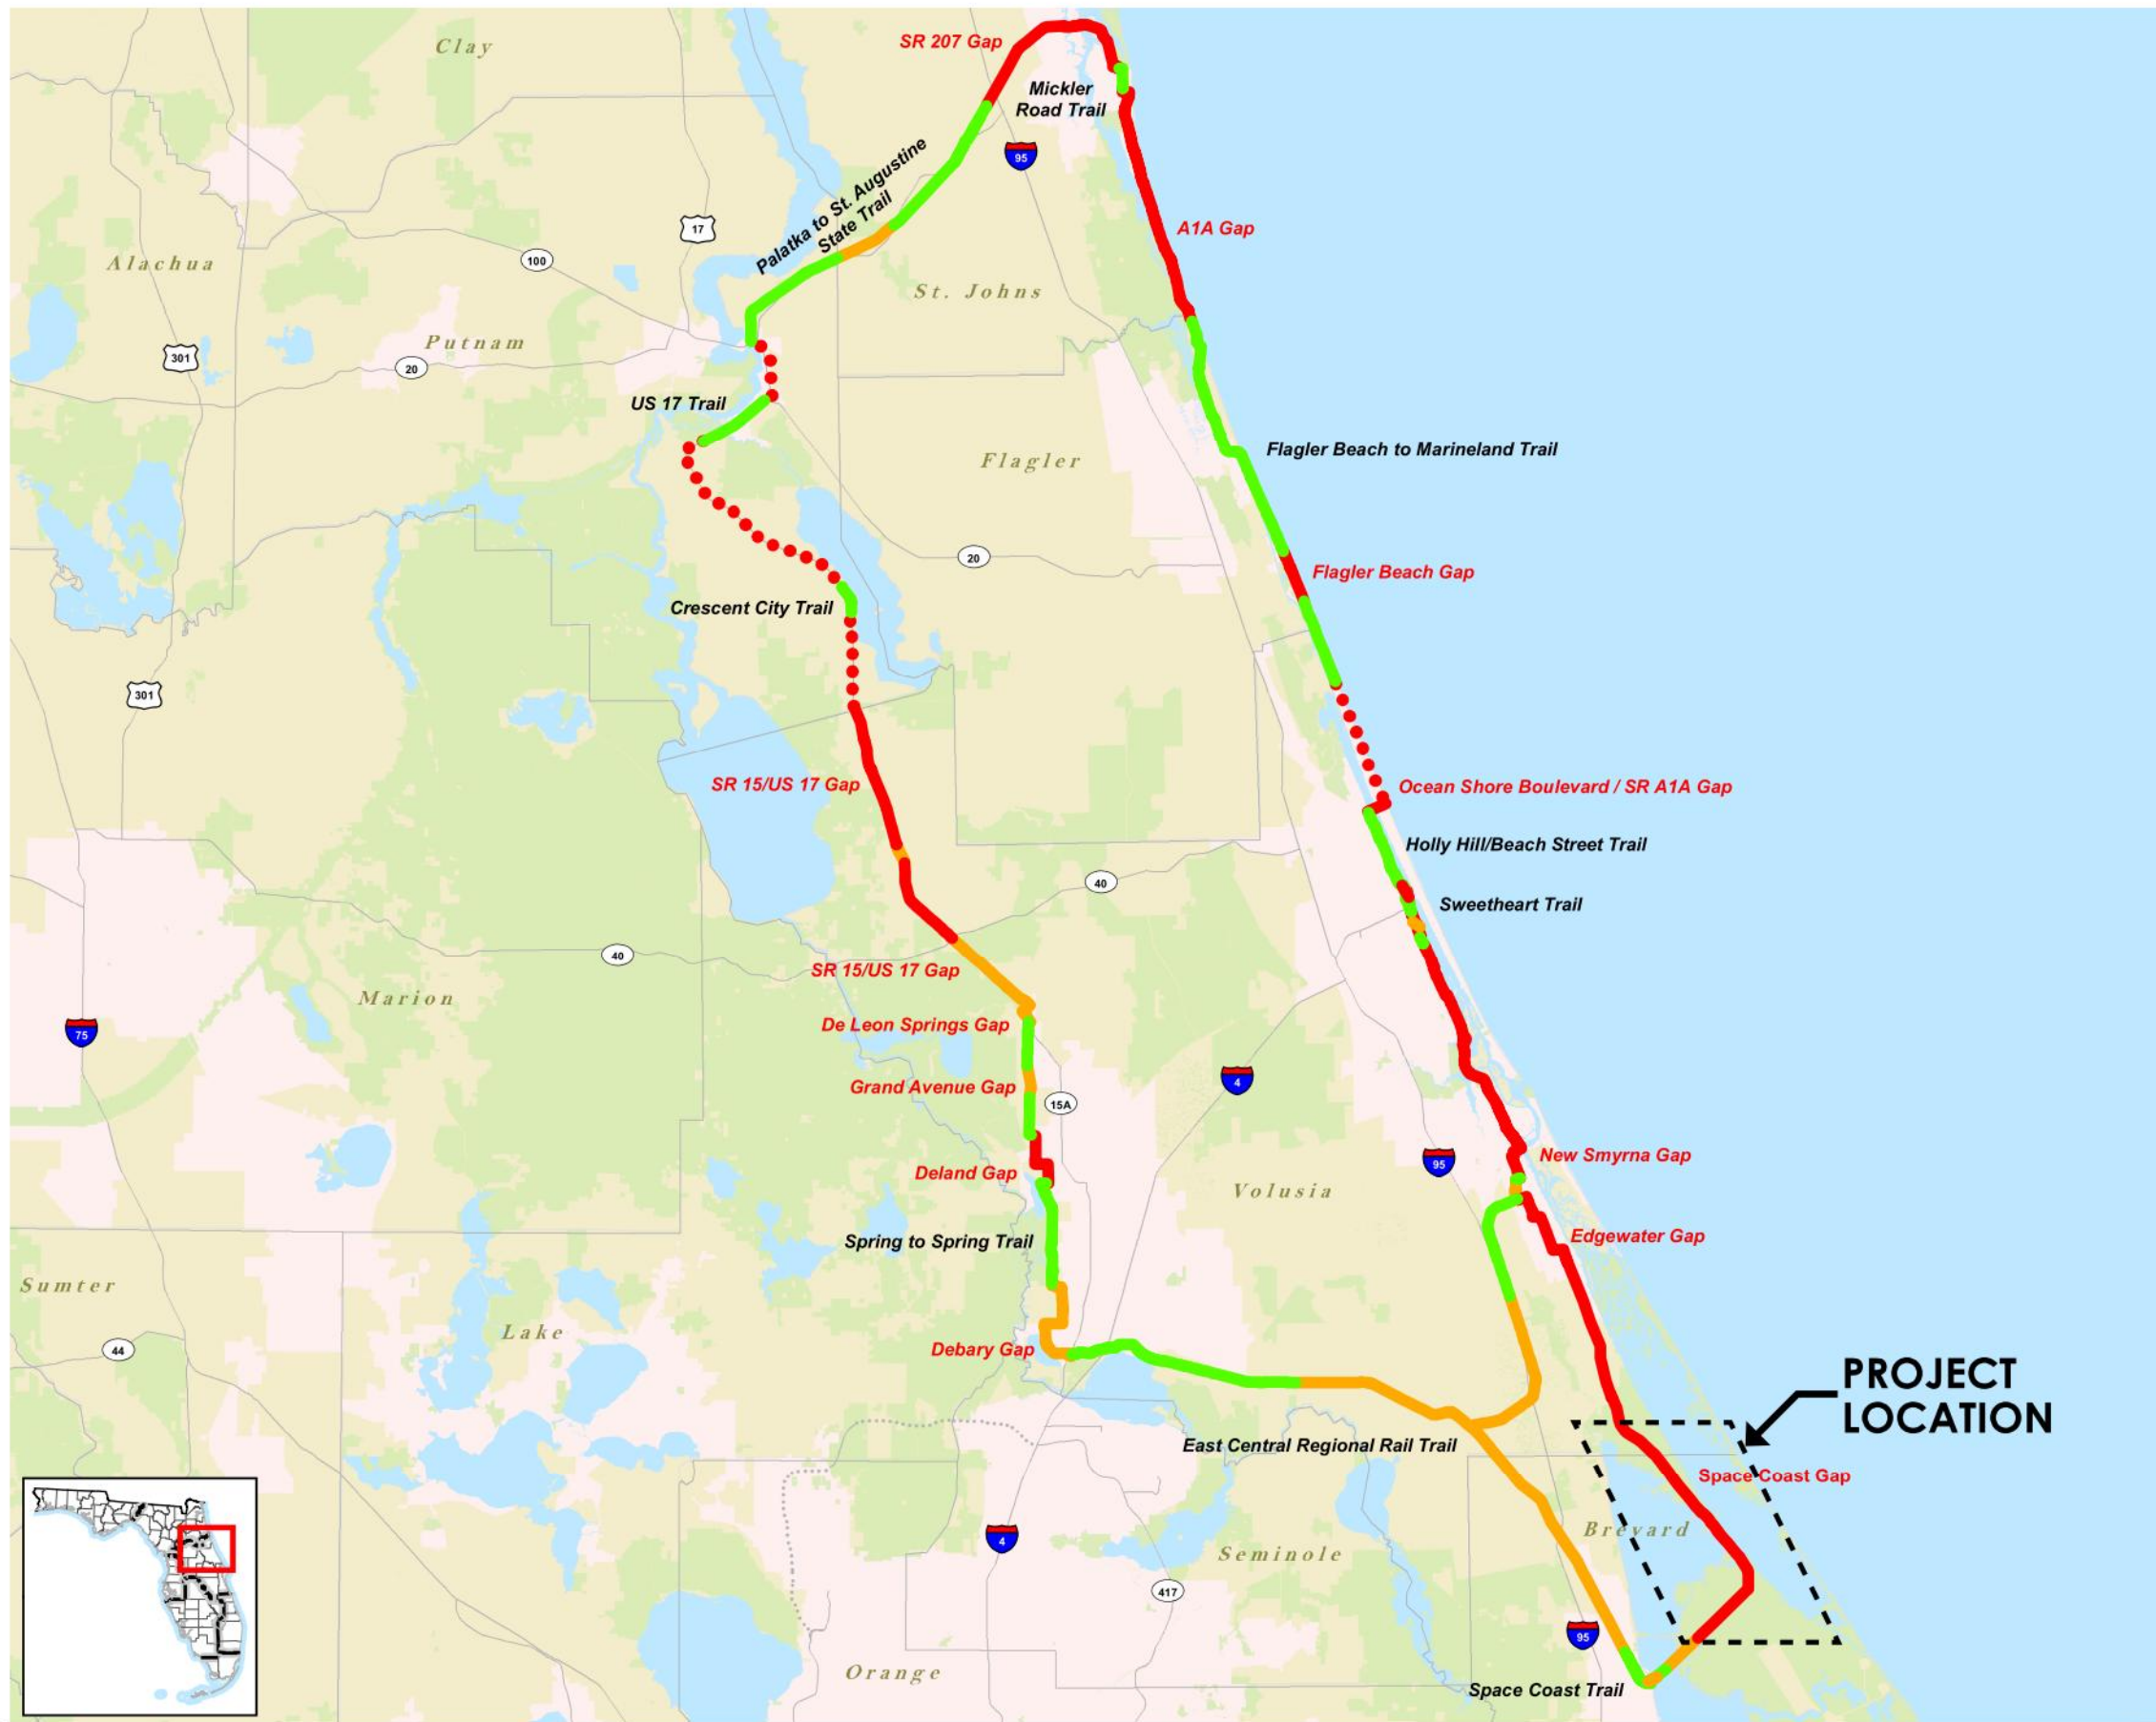 Clay
SR 207 Gap
Mickler
Road Trail
95
Palatka to St. Augustine
State Trail
17
A1A Gap
100
Alachua
St. Johns
Putnam
301
20
US 17 Trail
Flagler Beach to Marineland Trail
Flagler
20
Flagler Beach Gap
Crescent City Trail
301
SR 15/US 17 Gap
Ocean Shore Boulevard / SR A1A Gap
Holly Hill/Beach Street Trail
40
Sweetheart Trail
40
SR 15/US 17 Gap
Marion
De Leon Springs Gap
75
4
Grand Avenue Gap
15A
New Smyrna Gap
95
Deland Gap
Volusia
Edgewater Gap
Spring to Spring Trail
Sumter
Lake
44
Debary Gap
PROJECT
LOCATION
East Central Regional Rail Trail
Space Coast Gap
Brevard
4
Seminole
417
95
Orange
Space Coast Trail